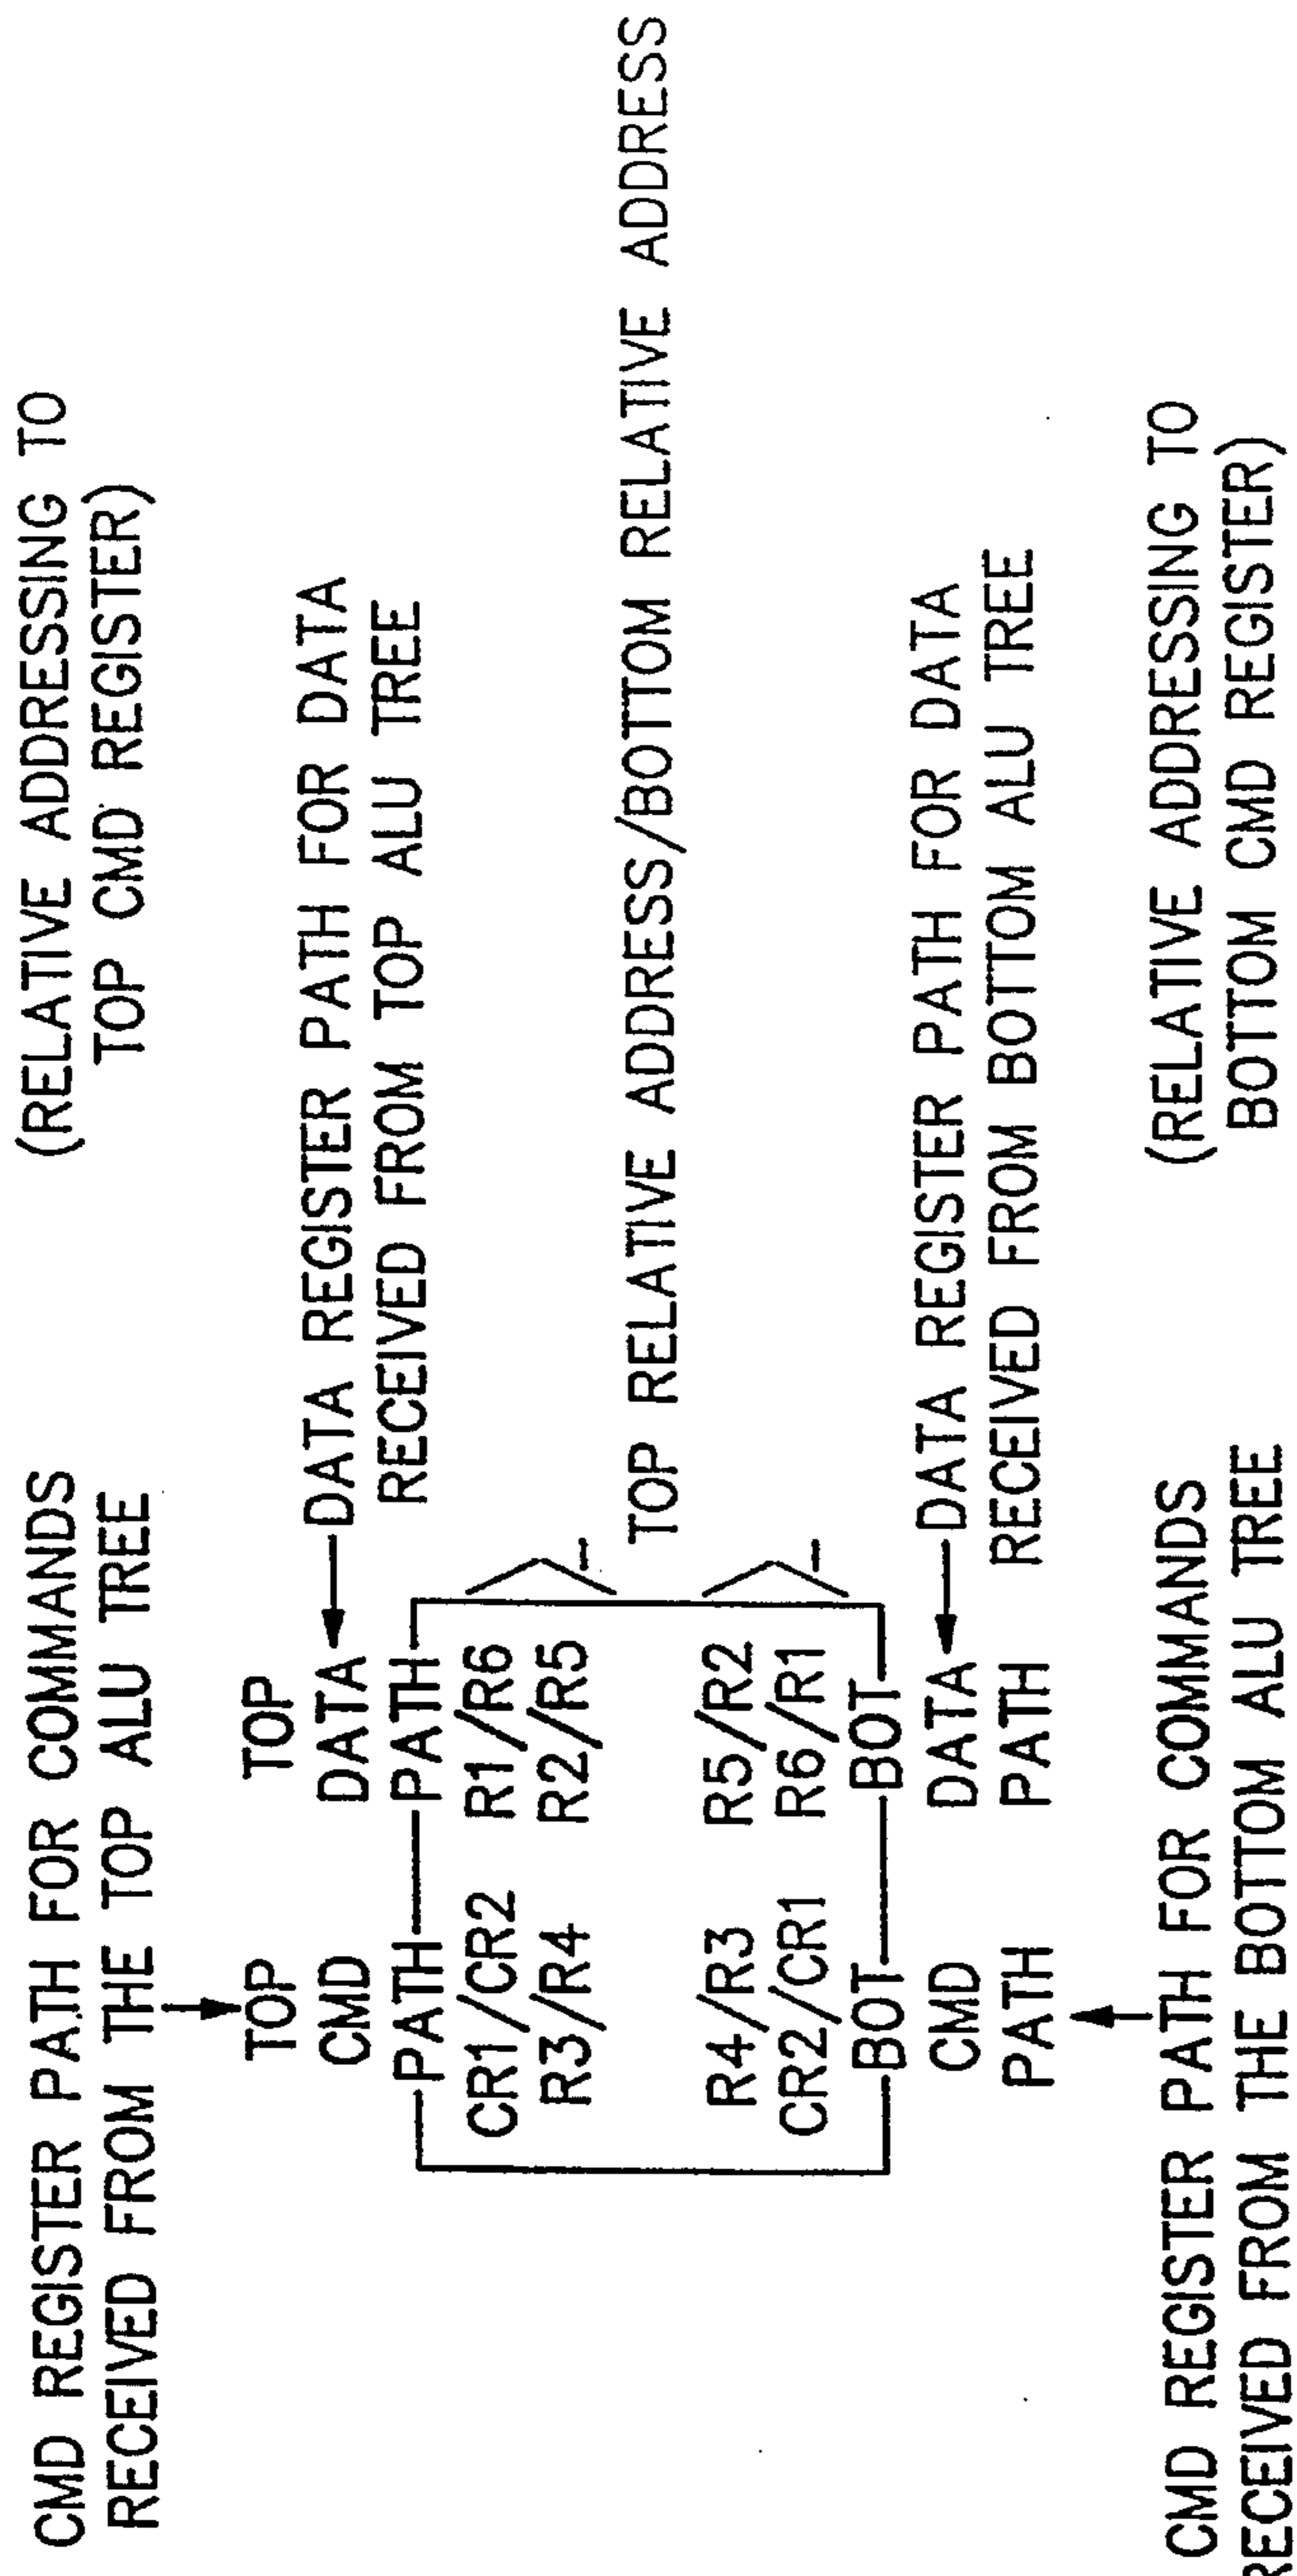 CMD REGISTER PATH FOR COMMANDS (RELATIVE ADDRESSING TO
RECEIVED FROM THE TOP ALU TREE TOP CMD REGISTER)
TOP TOP
CMD DATA DATA REGISTER PATH FOR DATA
PATH PATH RECEIVED FROM TOP ALU TREE
CR1/CR2 R1/R6
R3/R4 R2/R5
TOP RELATIVE ADDRESS/BOTTOM RELATIVE ADDRESS
R4/R3 R5/R2
CR2/CR1 R6/R1
BOT BOT
CMD DATA DATA REGISTER PATH FOR DATA
PATH PATH RECEIVED FROM BOTTOM ALU TREE
CMD REGISTER PATH FOR COMMANDS (RELATIVE ADDRESSING TO
RECEIVED FROM THE BOTTOM ALU TREE BOTTOM CMD REGISTER)